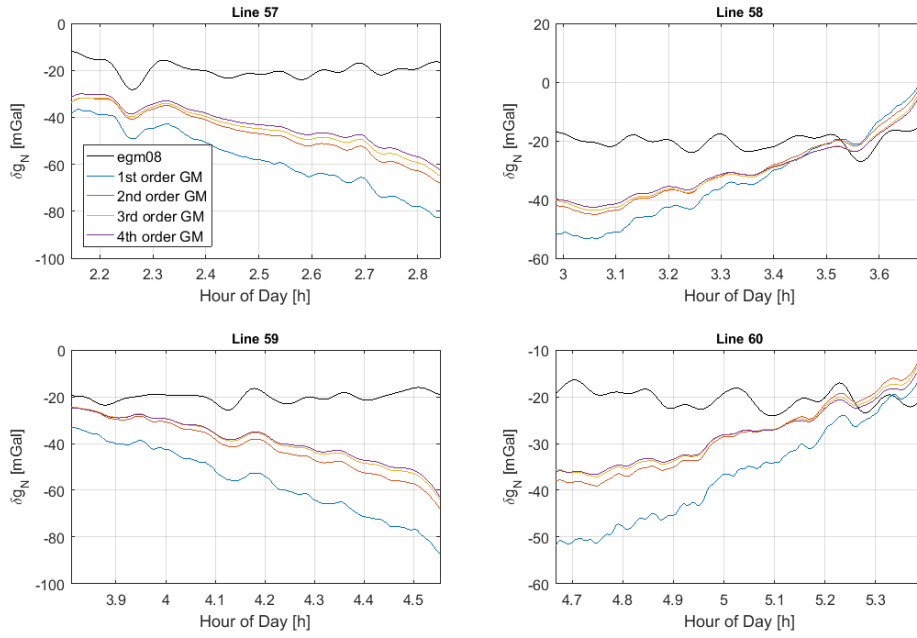 Line 57
δg_N [mGal]
0
-20
-40
-60
-80
-100
egm08
1st order GM
2nd order GM
3rd order GM
4th order GM
2.2 2.3 2.4 2.5 2.6 2.7 2.8
Hour of Day [h]
Line 58
δg_N [mGal]
20
0
-20
-40
-60
3 3.1 3.2 3.3 3.4 3.5 3.6
Hour of Day [h]
Line 59
δg_N [mGal]
0
-20
-40
-60
-80
-100
3.9 4 4.1 4.2 4.3 4.4 4.5
Hour of Day [h]
Line 60
δg_N [mGal]
-10
-20
-30
-40
-50
-60
4.7 4.8 4.9 5 5.1 5.2 5.3
Hour of Day [h]